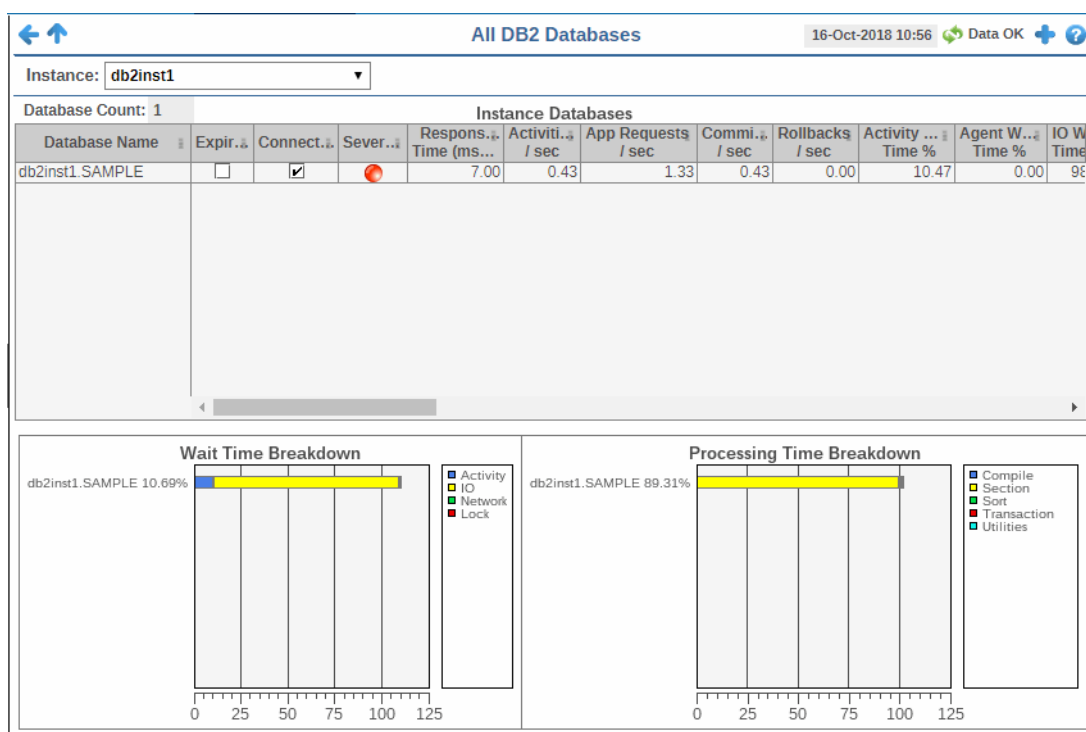 All DB2 Databases
16-Oct-2018 10:56 Data OK
Instance: db2inst1
Database Count: 1
Instance Databases
Database Name Expir.. Connect.. Sever.. Respons.. Time (ms... Activiti.. / sec App Requests / sec Commi.. / sec Rollbacks / sec Activity ... Time % Agent W... Time % IO W Time
db2inst1.SAMPLE 7.00 0.43 1.33 0.43 0.00 10.47 0.00 98
Wait Time Breakdown
db2inst1.SAMPLE 10.69%
Activity
IO
Network
Lock
0 25 50 75 100 125
Processing Time Breakdown
db2inst1.SAMPLE 89.31%
Compile
Section
Sort
Transaction
Utilities
0 25 50 75 100 125